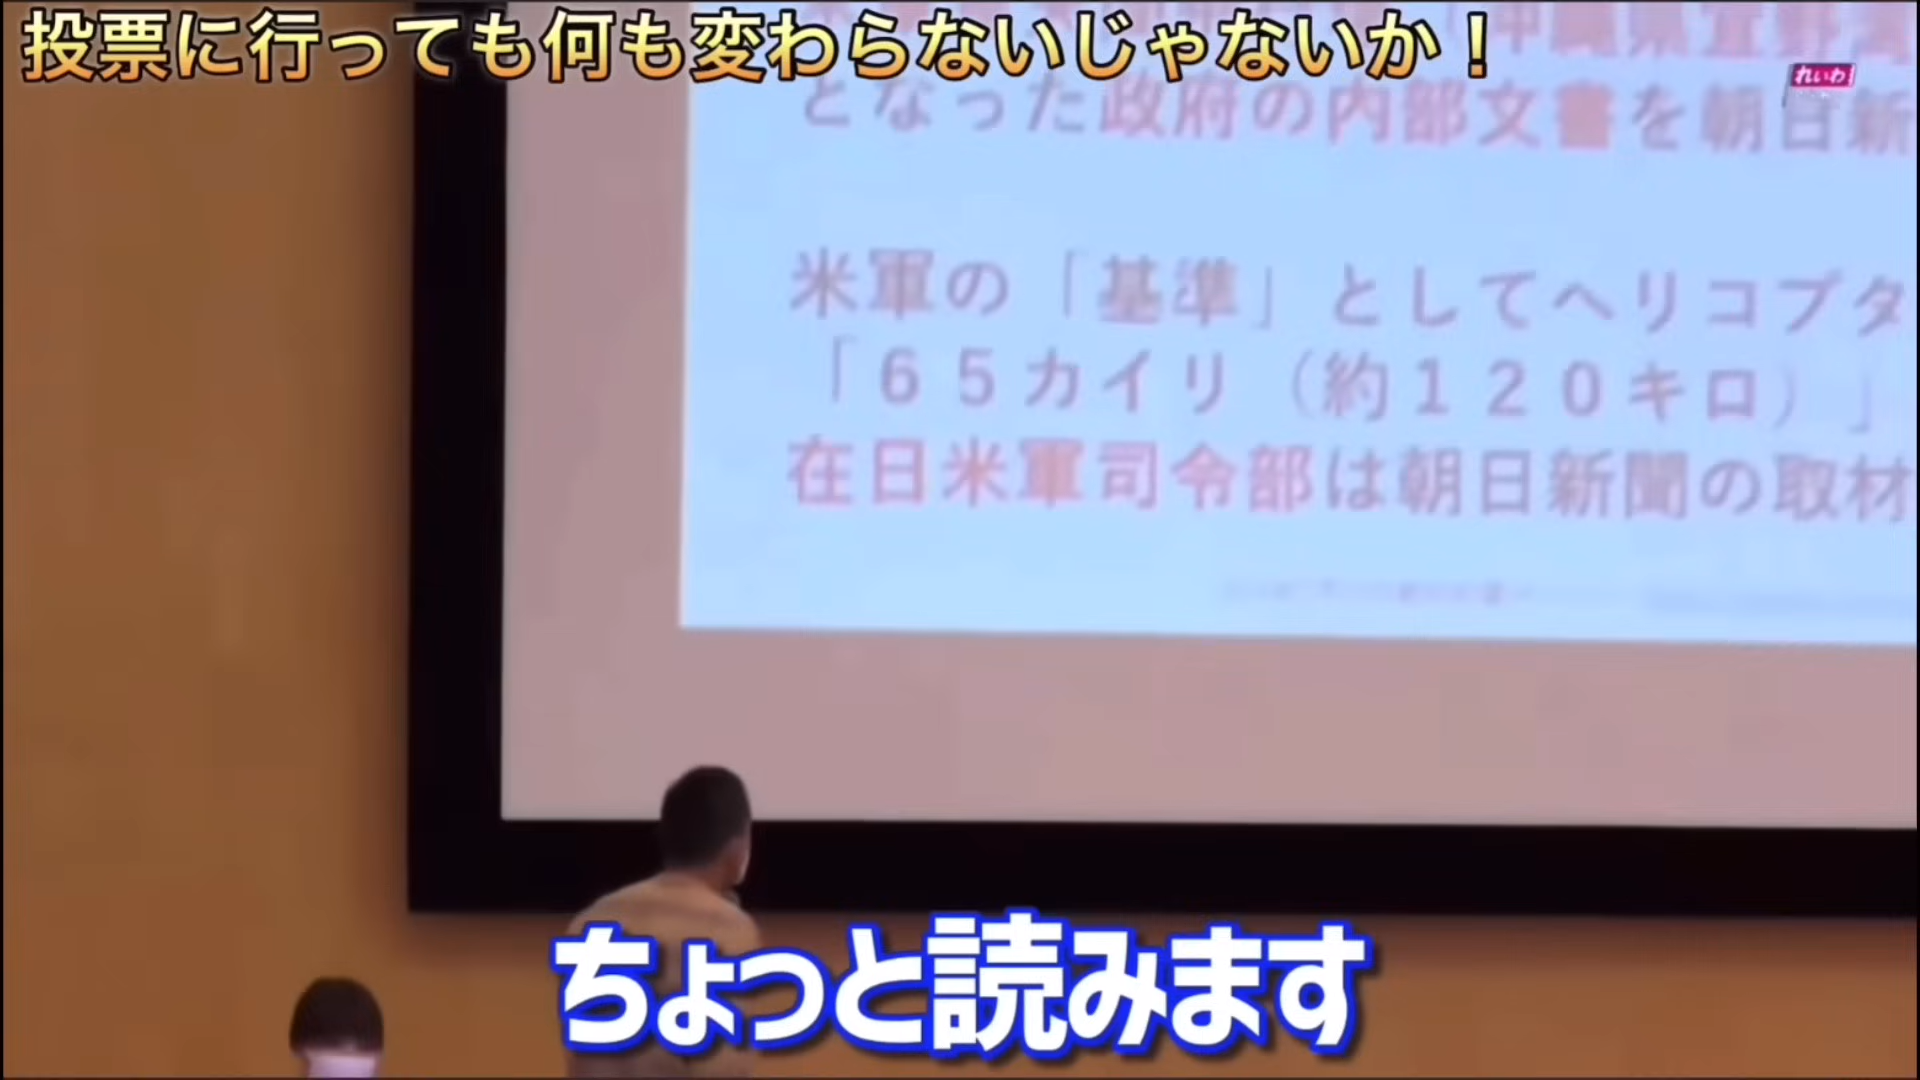 投票に行っても何も変わらないじゃないか！
れいわ
となった政府の内部文書を朝日新
米軍の「基準」としてヘリコプタ
「６５カイリ（約１２０キロ）」
在日米軍司令部は朝日新聞の取材
ちょっと読みます